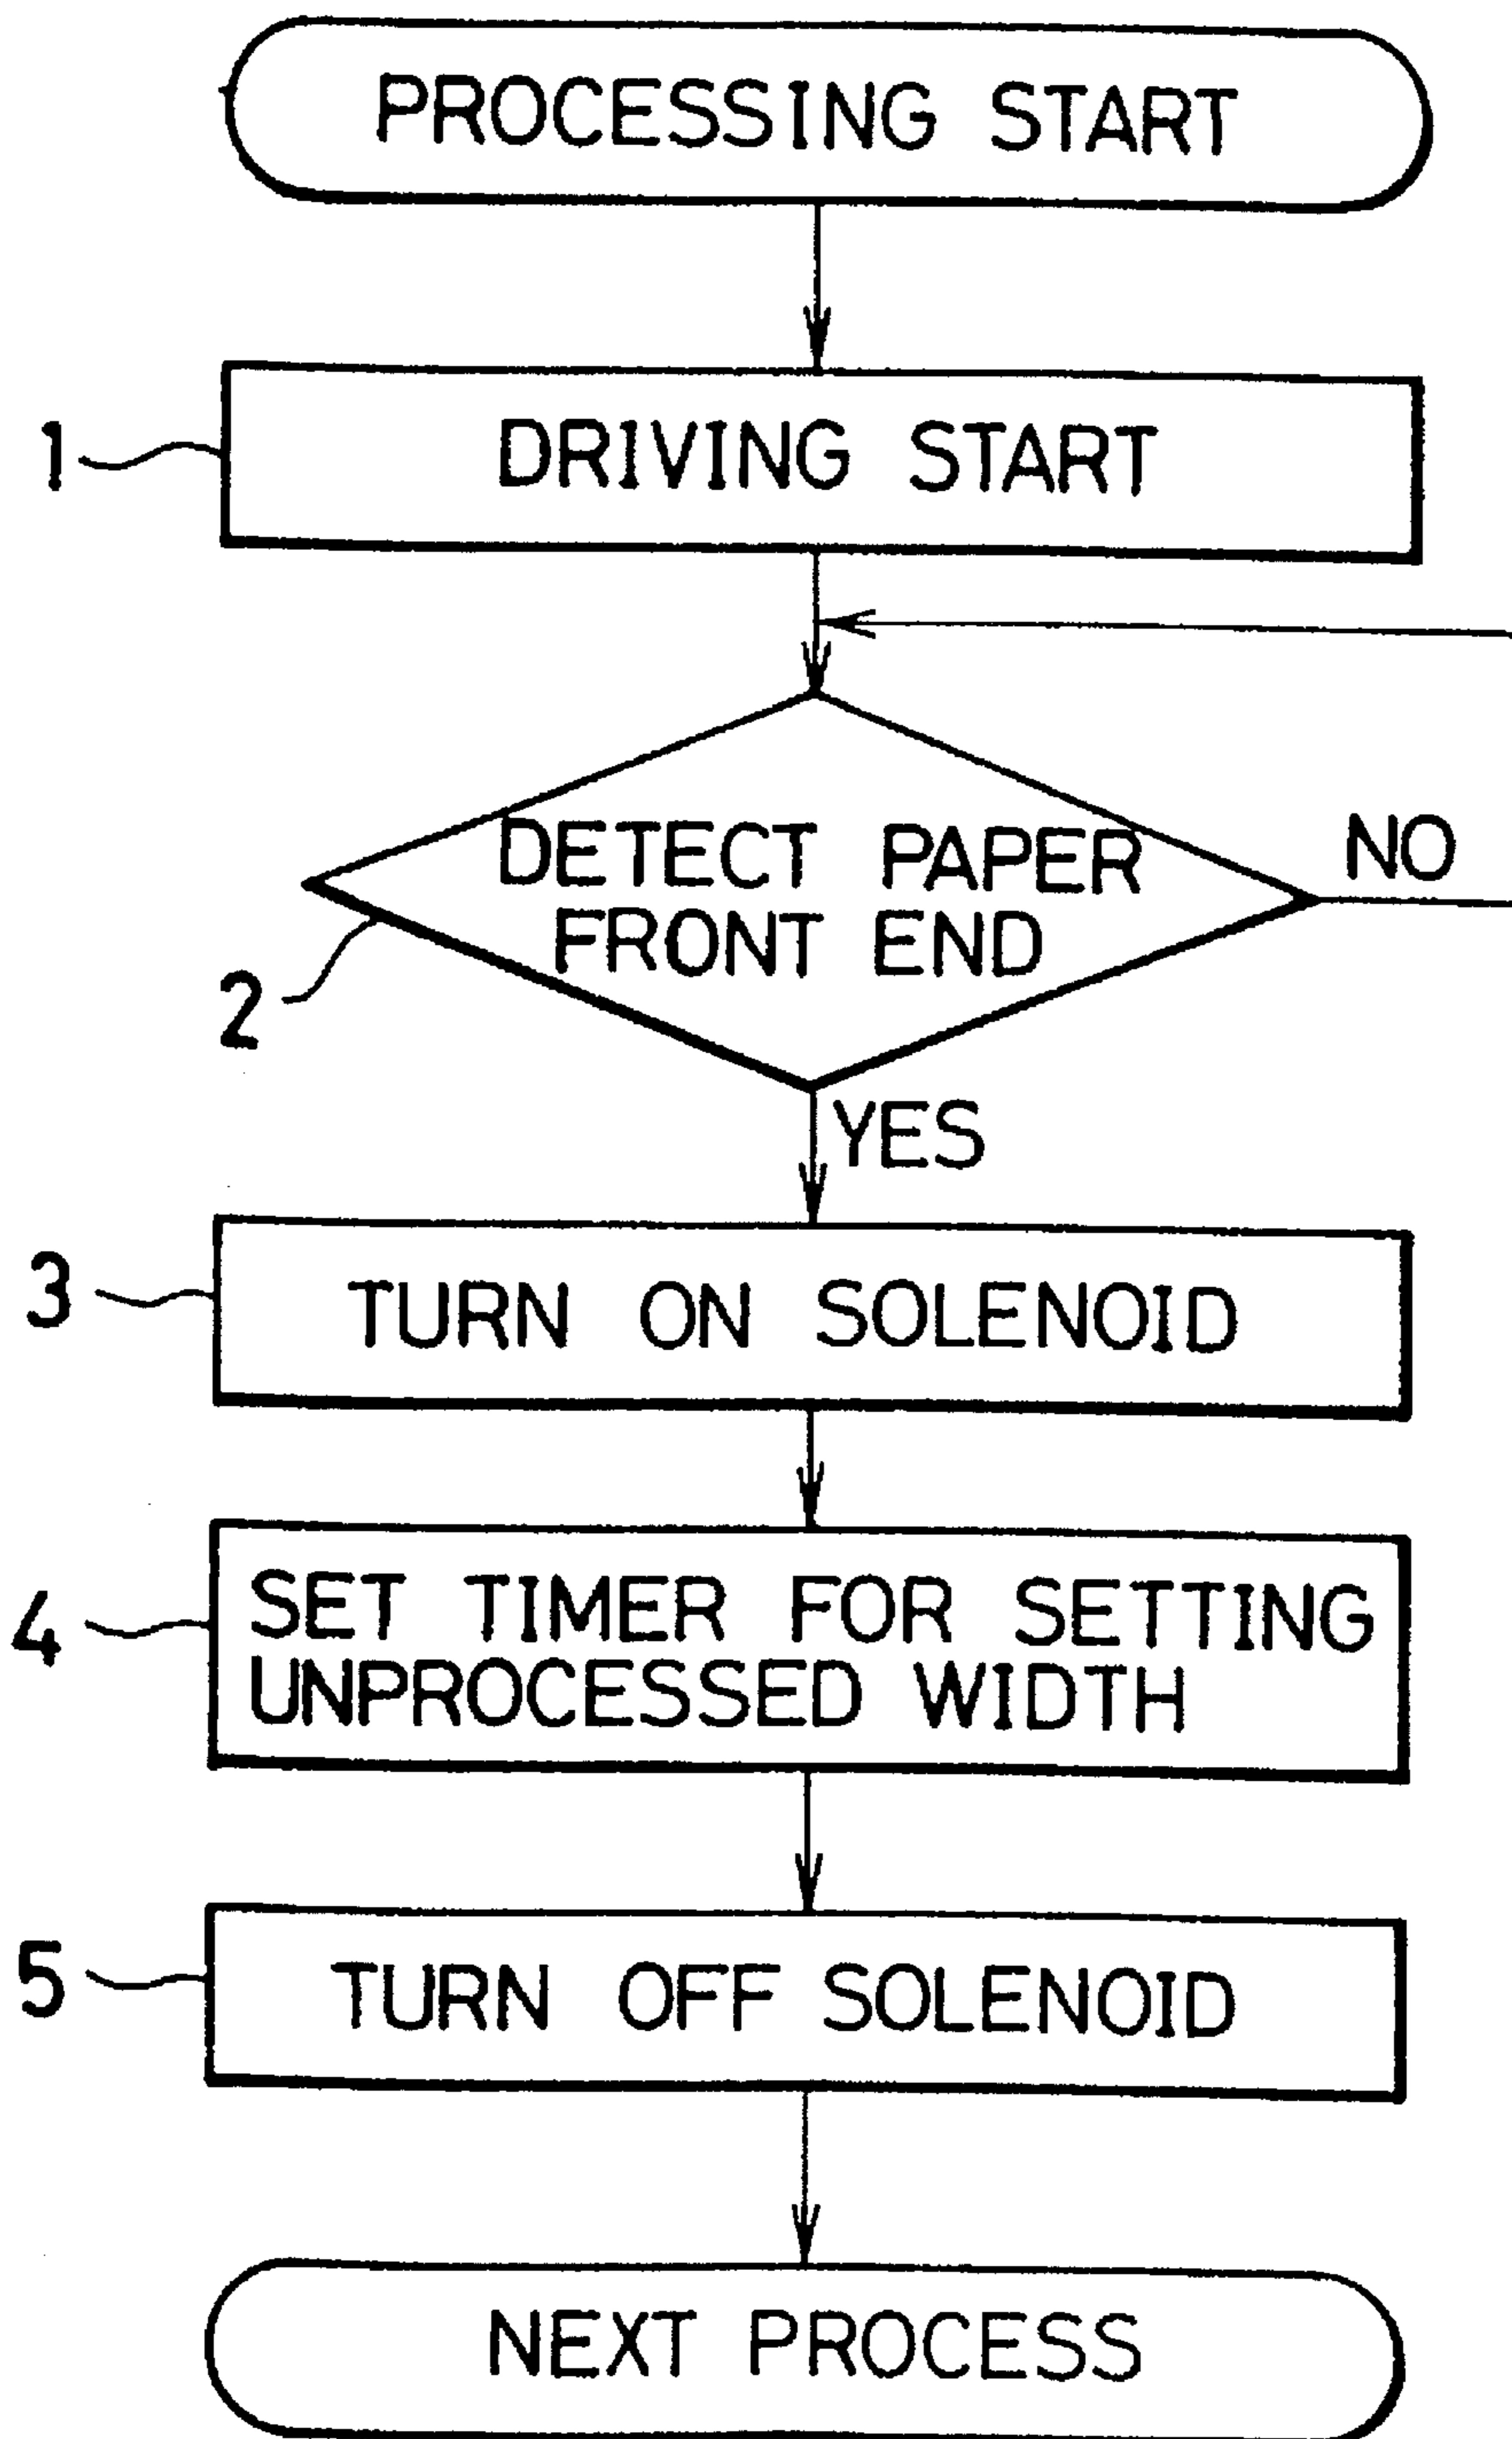 PROCESSING START
1
DRIVING START
DETECT PAPER
FRONT END
NO
2
YES
3
TURN ON SOLENOID
4
SET TIMER FOR SETTING
UNPROCESSED WIDTH
5
TURN OFF SOLENOID
NEXT PROCESS